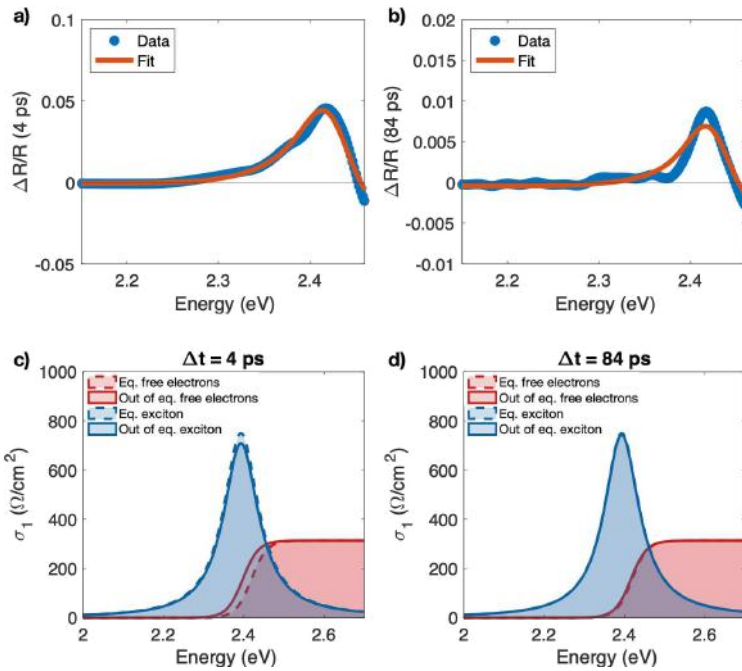 a)
0.1
0.05
0
-0.05
ΔR/R (4 ps)
Data
Fit
2.2
2.3
2.4
Energy (eV)
b)
0.02
0.015
0.01
0.005
0
-0.005
-0.01
ΔR/R (84 ps)
Data
Fit
2.2
2.3
2.4
Energy (eV)
c)
Δt = 4 ps
1000
800
600
400
200
0
σ1 (Ω/cm²)
Eq. free electrons
Out of eq. free electrons
Eq. exciton
Out of eq. exciton
2
2.2
2.4
2.6
Energy (eV)
d)
Δt = 84 ps
1000
800
600
400
200
0
σ1 (Ω/cm²)
Eq. free electrons
Out of eq. free electrons
Eq. exciton
Out of eq. exciton
2
2.2
2.4
2.6
Energy (eV)